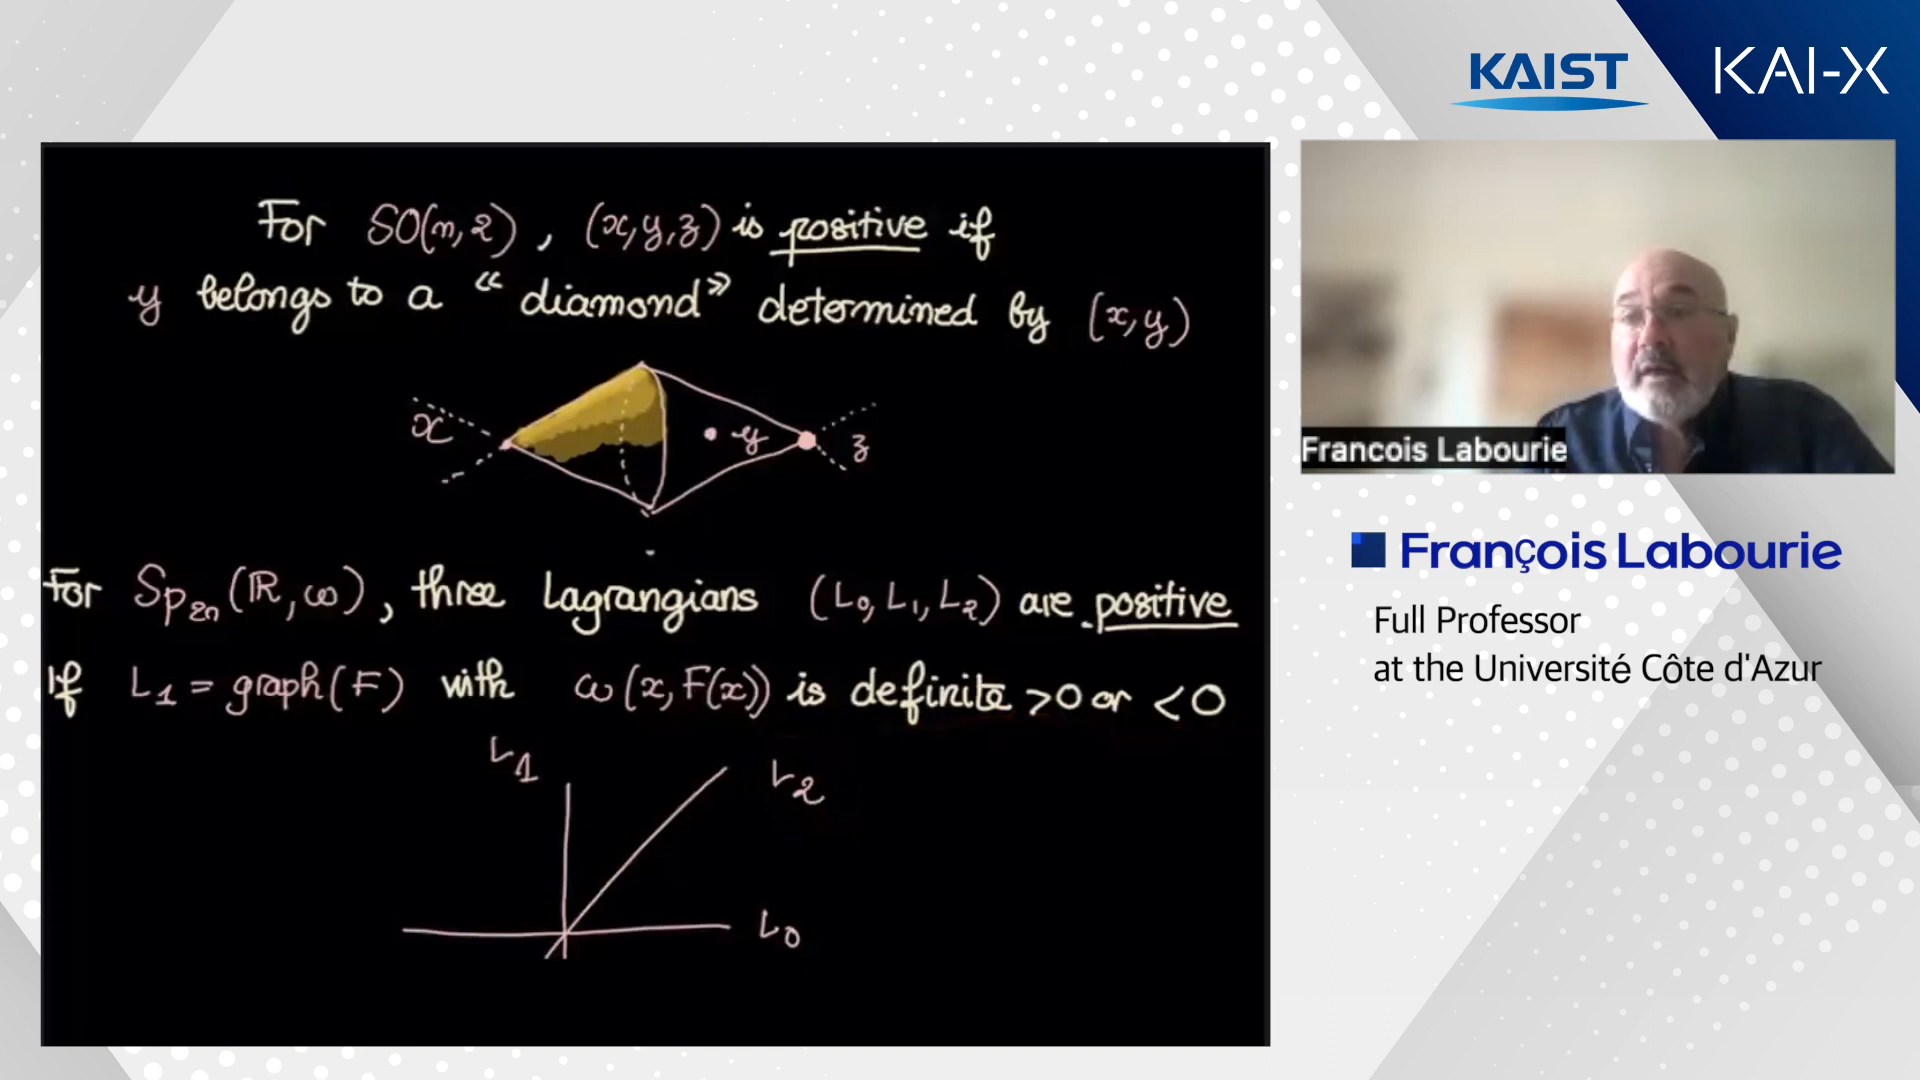 KAIST
KAI-X
For SO(n,2), (x,y,z) is positive if
y belongs to a “diamond” determined by (x,y)
x
y
z
For Sp2n(ℝ,ω), three Lagrangians (L0,L1,L2) are positive
If L1 = graph(F) with ω(x,F(x)) is definite >0 or <0
L1
L2
L0
Francois Labourie
François Labourie
Full Professor
at the Université Côte d'Azur